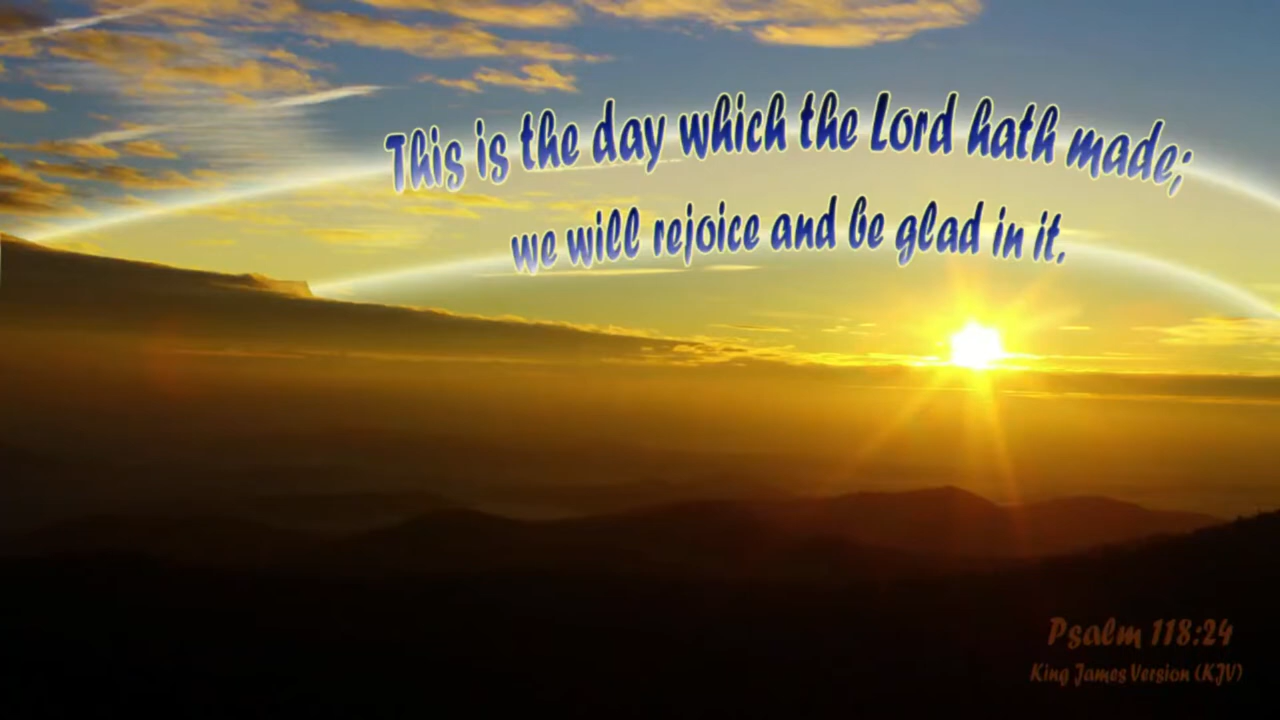 This is the day which the Lord hath made;
we will rejoice and be glad in it.
Psalm 118:24
King James Version (KJV)